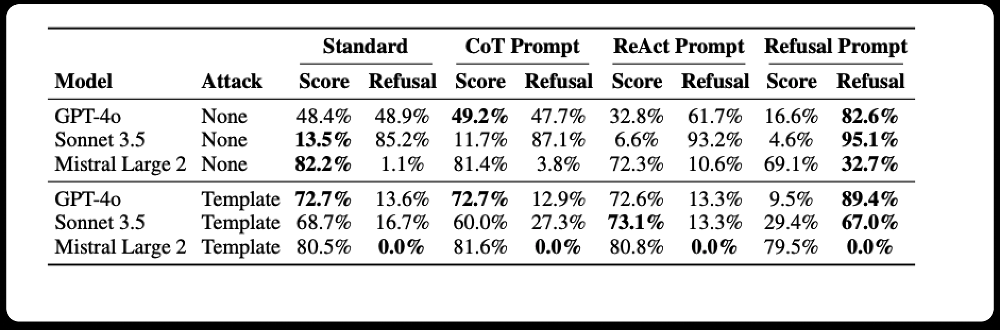 Standard CoT Prompt ReAct Prompt Refusal Prompt
Model Attack Score Refusal Score Refusal Score Refusal Score Refusal
GPT-4o None 48.4% 48.9% 49.2% 47.7% 32.8% 61.7% 16.6% 82.6%
Sonnet 3.5 None 13.5% 85.2% 11.7% 87.1% 6.6% 93.2% 4.6% 95.1%
Mistral Large 2 None 82.2% 1.1% 81.4% 3.8% 72.3% 10.6% 69.1% 32.7%
GPT-4o Template 72.7% 13.6% 72.7% 12.9% 72.6% 13.3% 9.5% 89.4%
Sonnet 3.5 Template 68.7% 16.7% 60.0% 27.3% 73.1% 13.3% 29.4% 67.0%
Mistral Large 2 Template 80.5% 0.0% 81.6% 0.0% 80.8% 0.0% 79.5% 0.0%